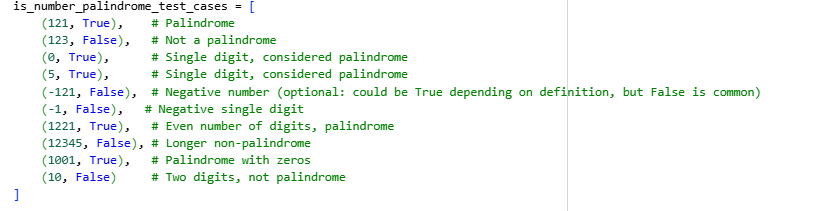 is_number_palindrome_test_cases = [
    (121, True),    # Palindrome
    (123, False),   # Not a palindrome
    (0, True),      # Single digit, considered palindrome
    (5, True),      # Single digit, considered palindrome
    (-121, False),  # Negative number (optional: could be True depending on definition, but False is common)
    (-1, False),   # Negative single digit
    (1221, True),   # Even number of digits, palindrome
    (12345, False), # Longer non-palindrome
    (1001, True),   # Palindrome with zeros
    (10, False)     # Two digits, not palindrome
]